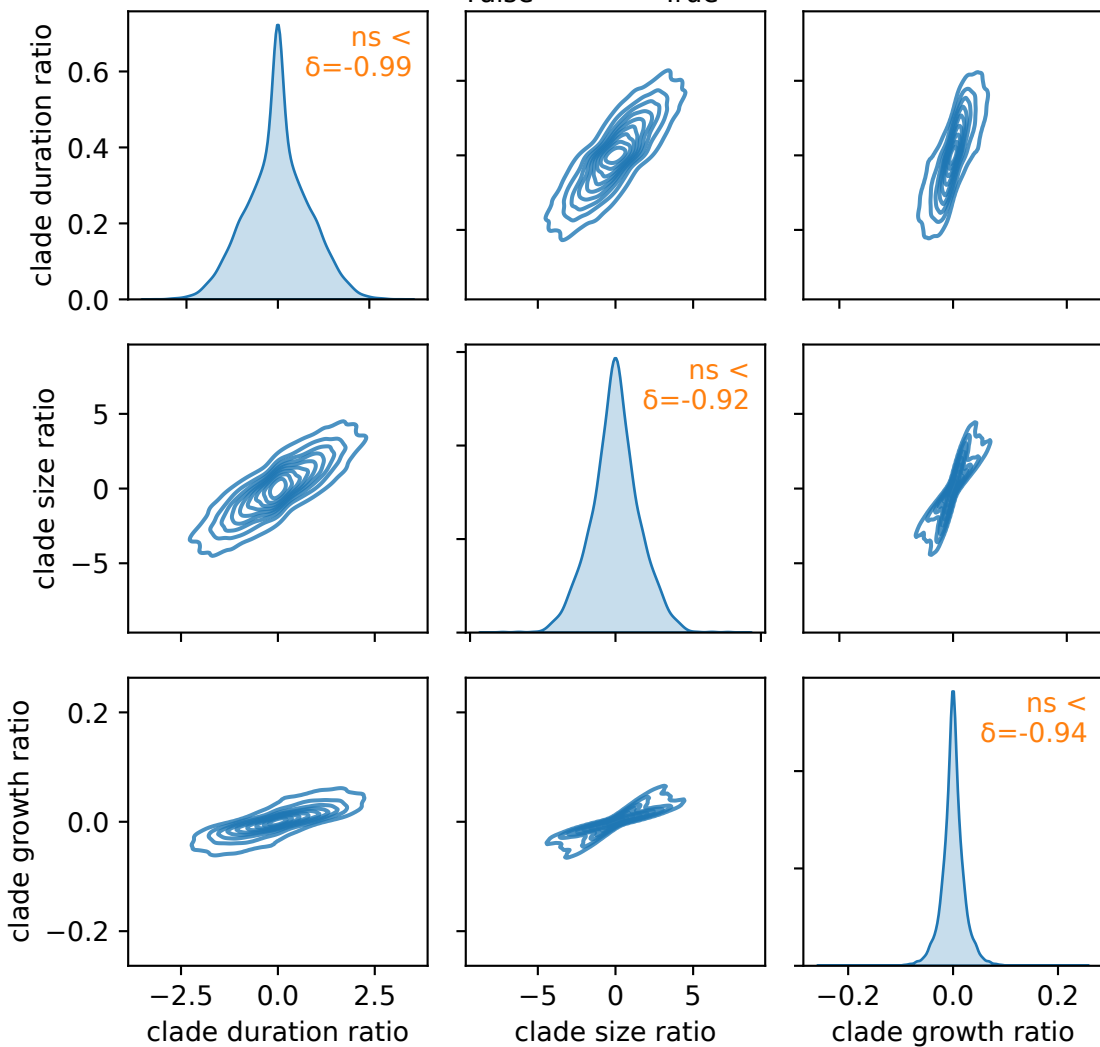 True
clade duration ratio
0.6
0.4
0.2
0.0
ns <
δ=-0.99
clade size ratio
5
0
−5
ns <
δ=-0.92
clade growth ratio
0.2
0.0
−0.2
ns <
δ=-0.94
−2.5 0.0 2.5
−5 0 5
−0.2 0.0 0.2
clade duration ratio
clade size ratio
clade growth ratio